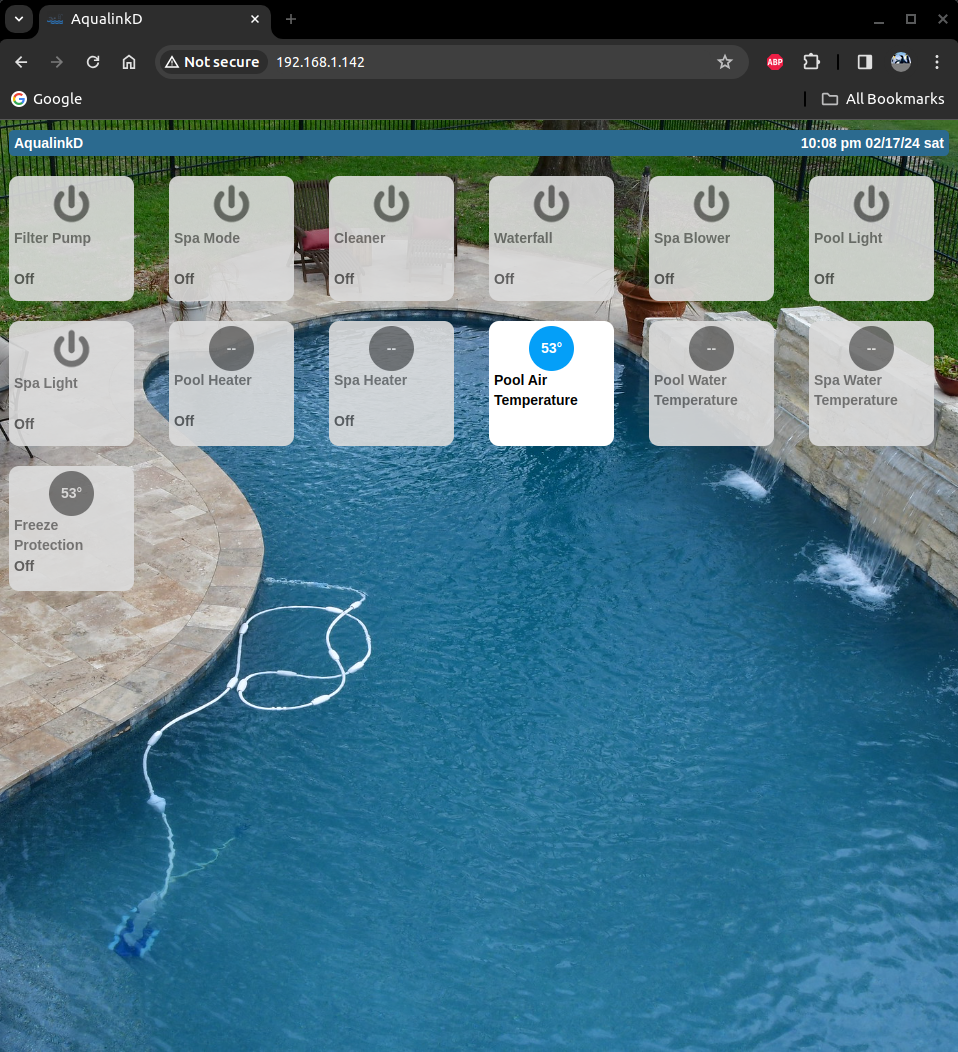 AqualinkD
Not secure 192.168.1.142
ABP
Google
All Bookmarks
AqualinkD
10:08 pm 02/17/24 sat
Filter Pump
Off
Spa Mode
Off
Cleaner
Off
Waterfall
Off
Spa Blower
Off
Pool Light
Off
Spa Light
Off
--
Pool Heater
Off
--
Spa Heater
Off
53°
Pool Air
Temperature
--
Pool Water
Temperature
--
Spa Water
Temperature
53°
Freeze
Protection
Off